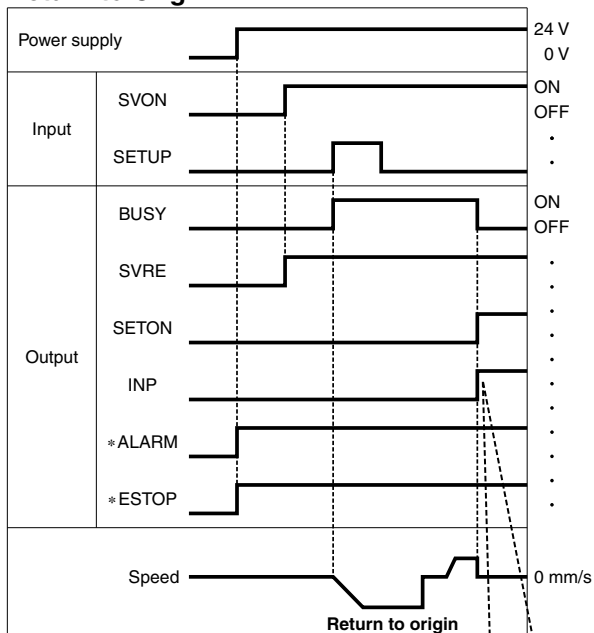 Power supply
24 V
0 V
Input
SVON
ON
OFF
SETUP
Output
BUSY
ON
OFF
SVRE
SETON
INP
*ALARM
*ESTOP
Speed
0 mm/s
Return to origin